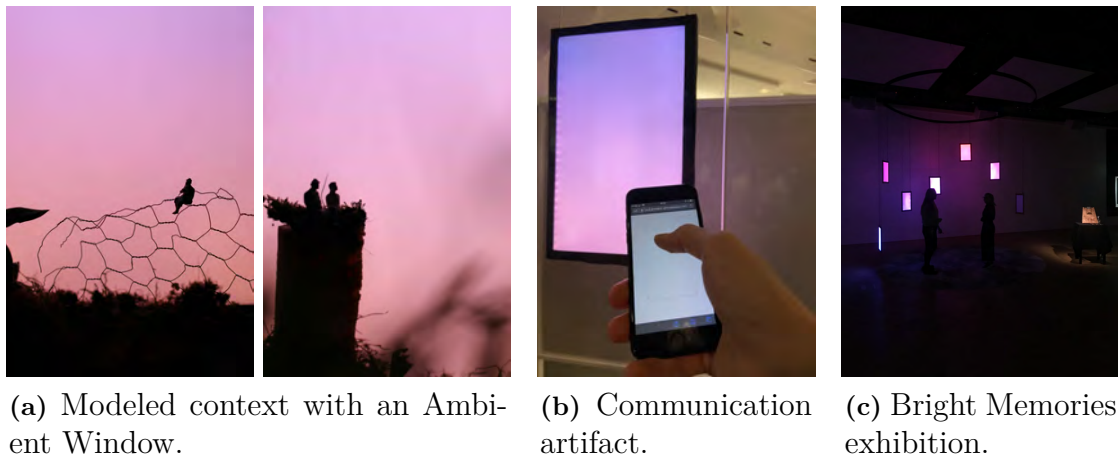 (a) Modeled context with an Ambi-
ent Window.
(b) Communication
artifact.
(c) Bright Memories
exhibition.